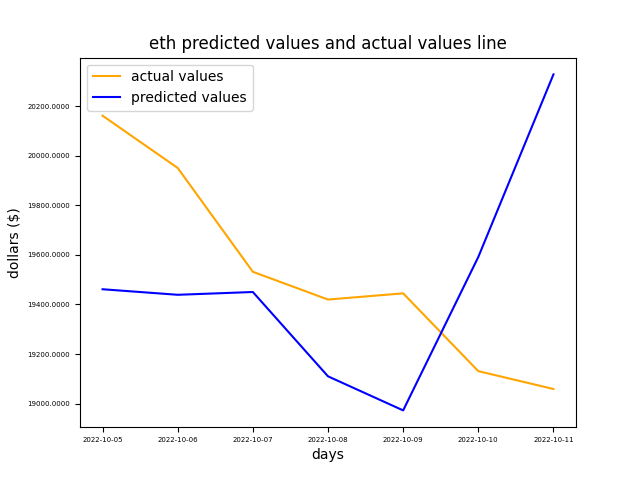 eth predicted values and actual values line
actual values
predicted values
dollars ($)
20200.0000
20000.0000
19800.0000
19600.0000
19400.0000
19200.0000
19000.0000
2022-10-05 2022-10-06 2022-10-07 2022-10-08 2022-10-09 2022-10-10 2022-10-11
days